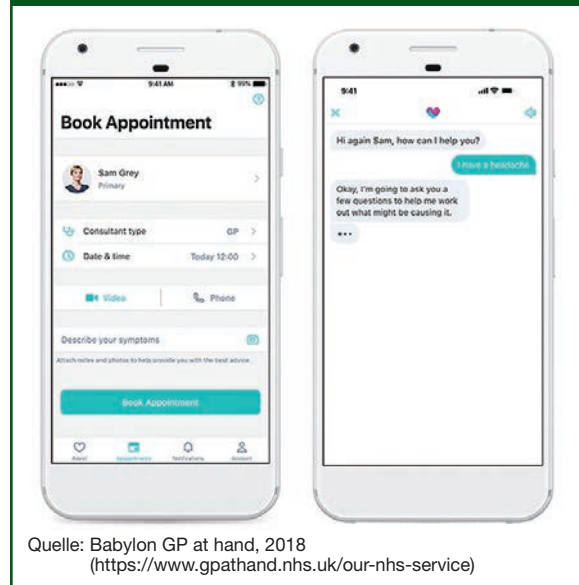 9:41 AM
99%
Book Appointment
Sam Grey
Primary
Consultant type GP
Date & time Today 12:00
Video Phone
Describe your symptoms
Attach notes and photos to help provide you with the best advice.
Book Appointment
Appointments Notifications Account
9:41
Hi again Sam, how can I help you?
I have a headache
Okay, I'm going to ask you a
few questions to help me work
out what might be causing it.
Quelle: Babylon GP at hand, 2018
(https://www.gpathand.nhs.uk/our-nhs-service)